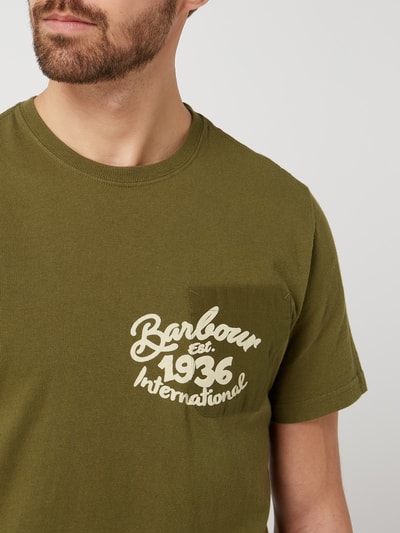 Barbour
Est.
1936
International